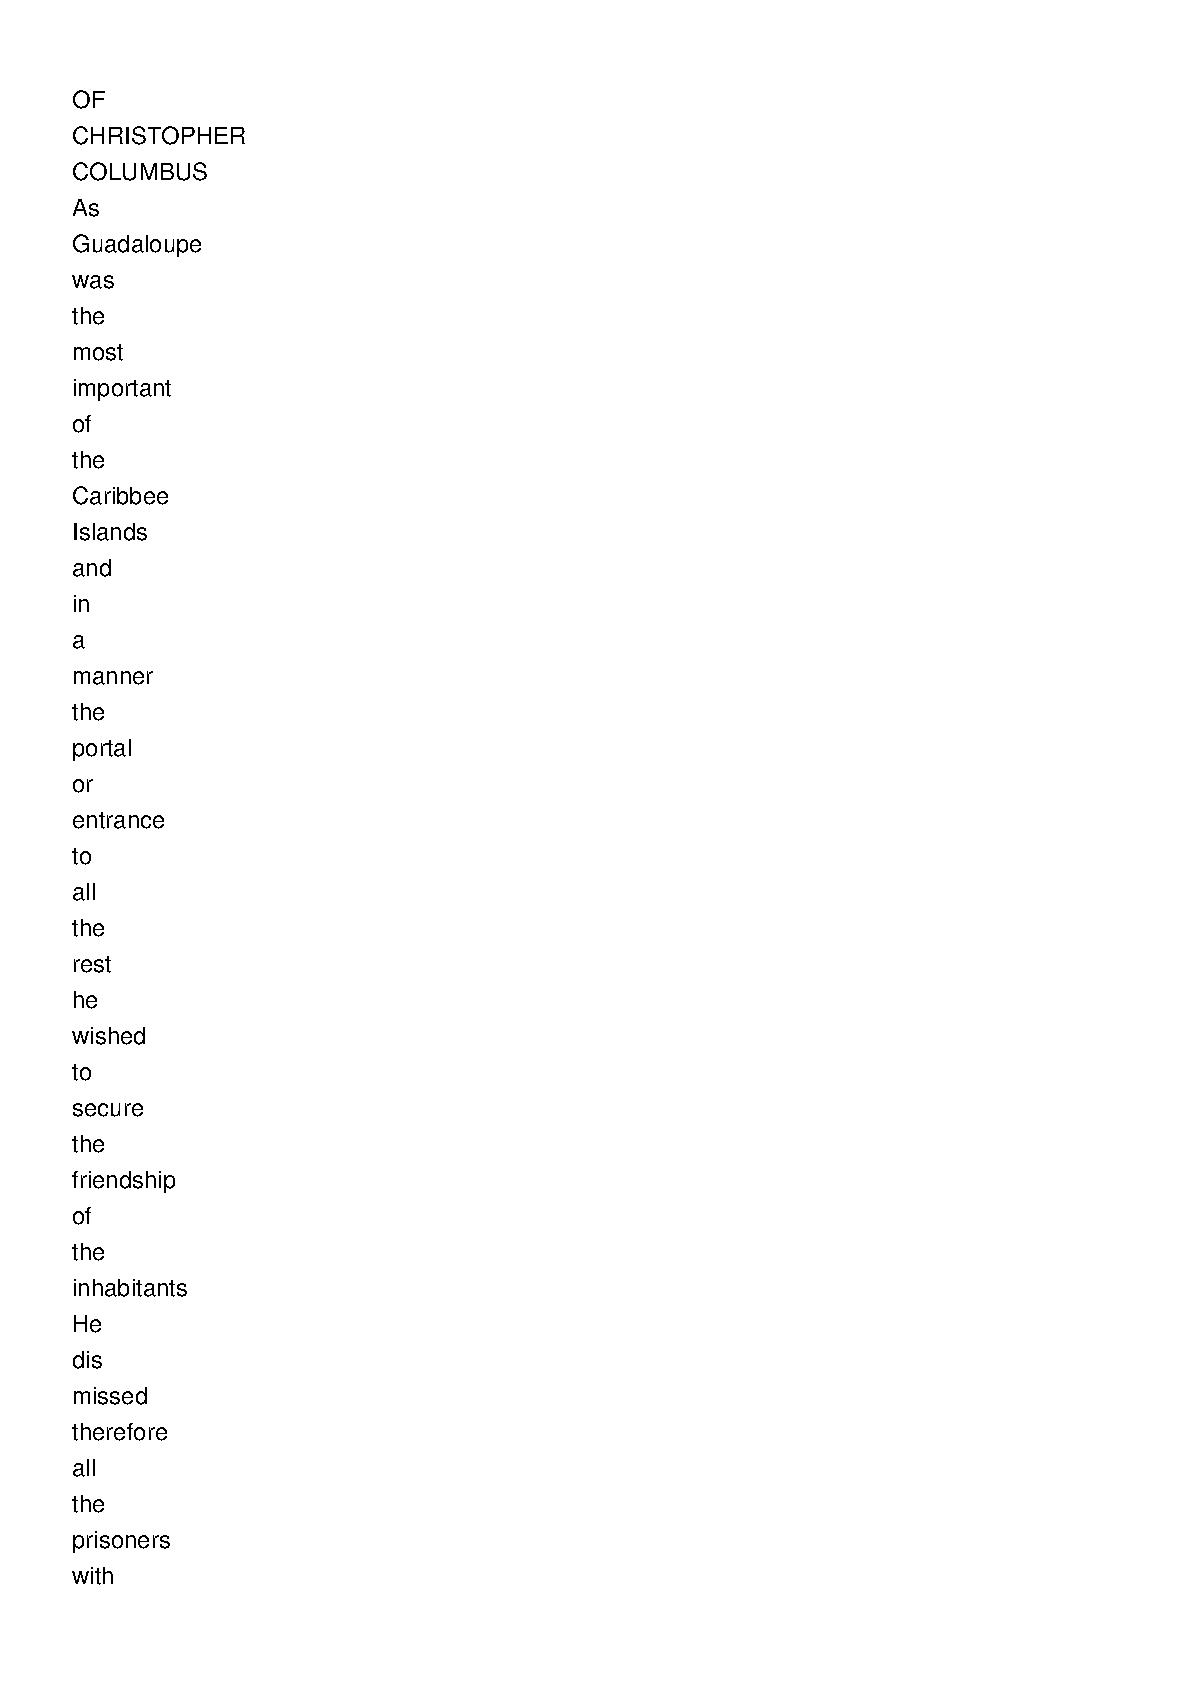 OF
CHRISTOPHER
COLUMBUS
As
Guadaloupe
was
the
most
important
of
the
Caribbee
Islands
and
in
a
manner
the
portal
or
entrance
to
all
the
rest
he
wished
to
secure
the
friendship
of
the
inhabitants
He
dis
missed
therefore
all
the
prisoners
with